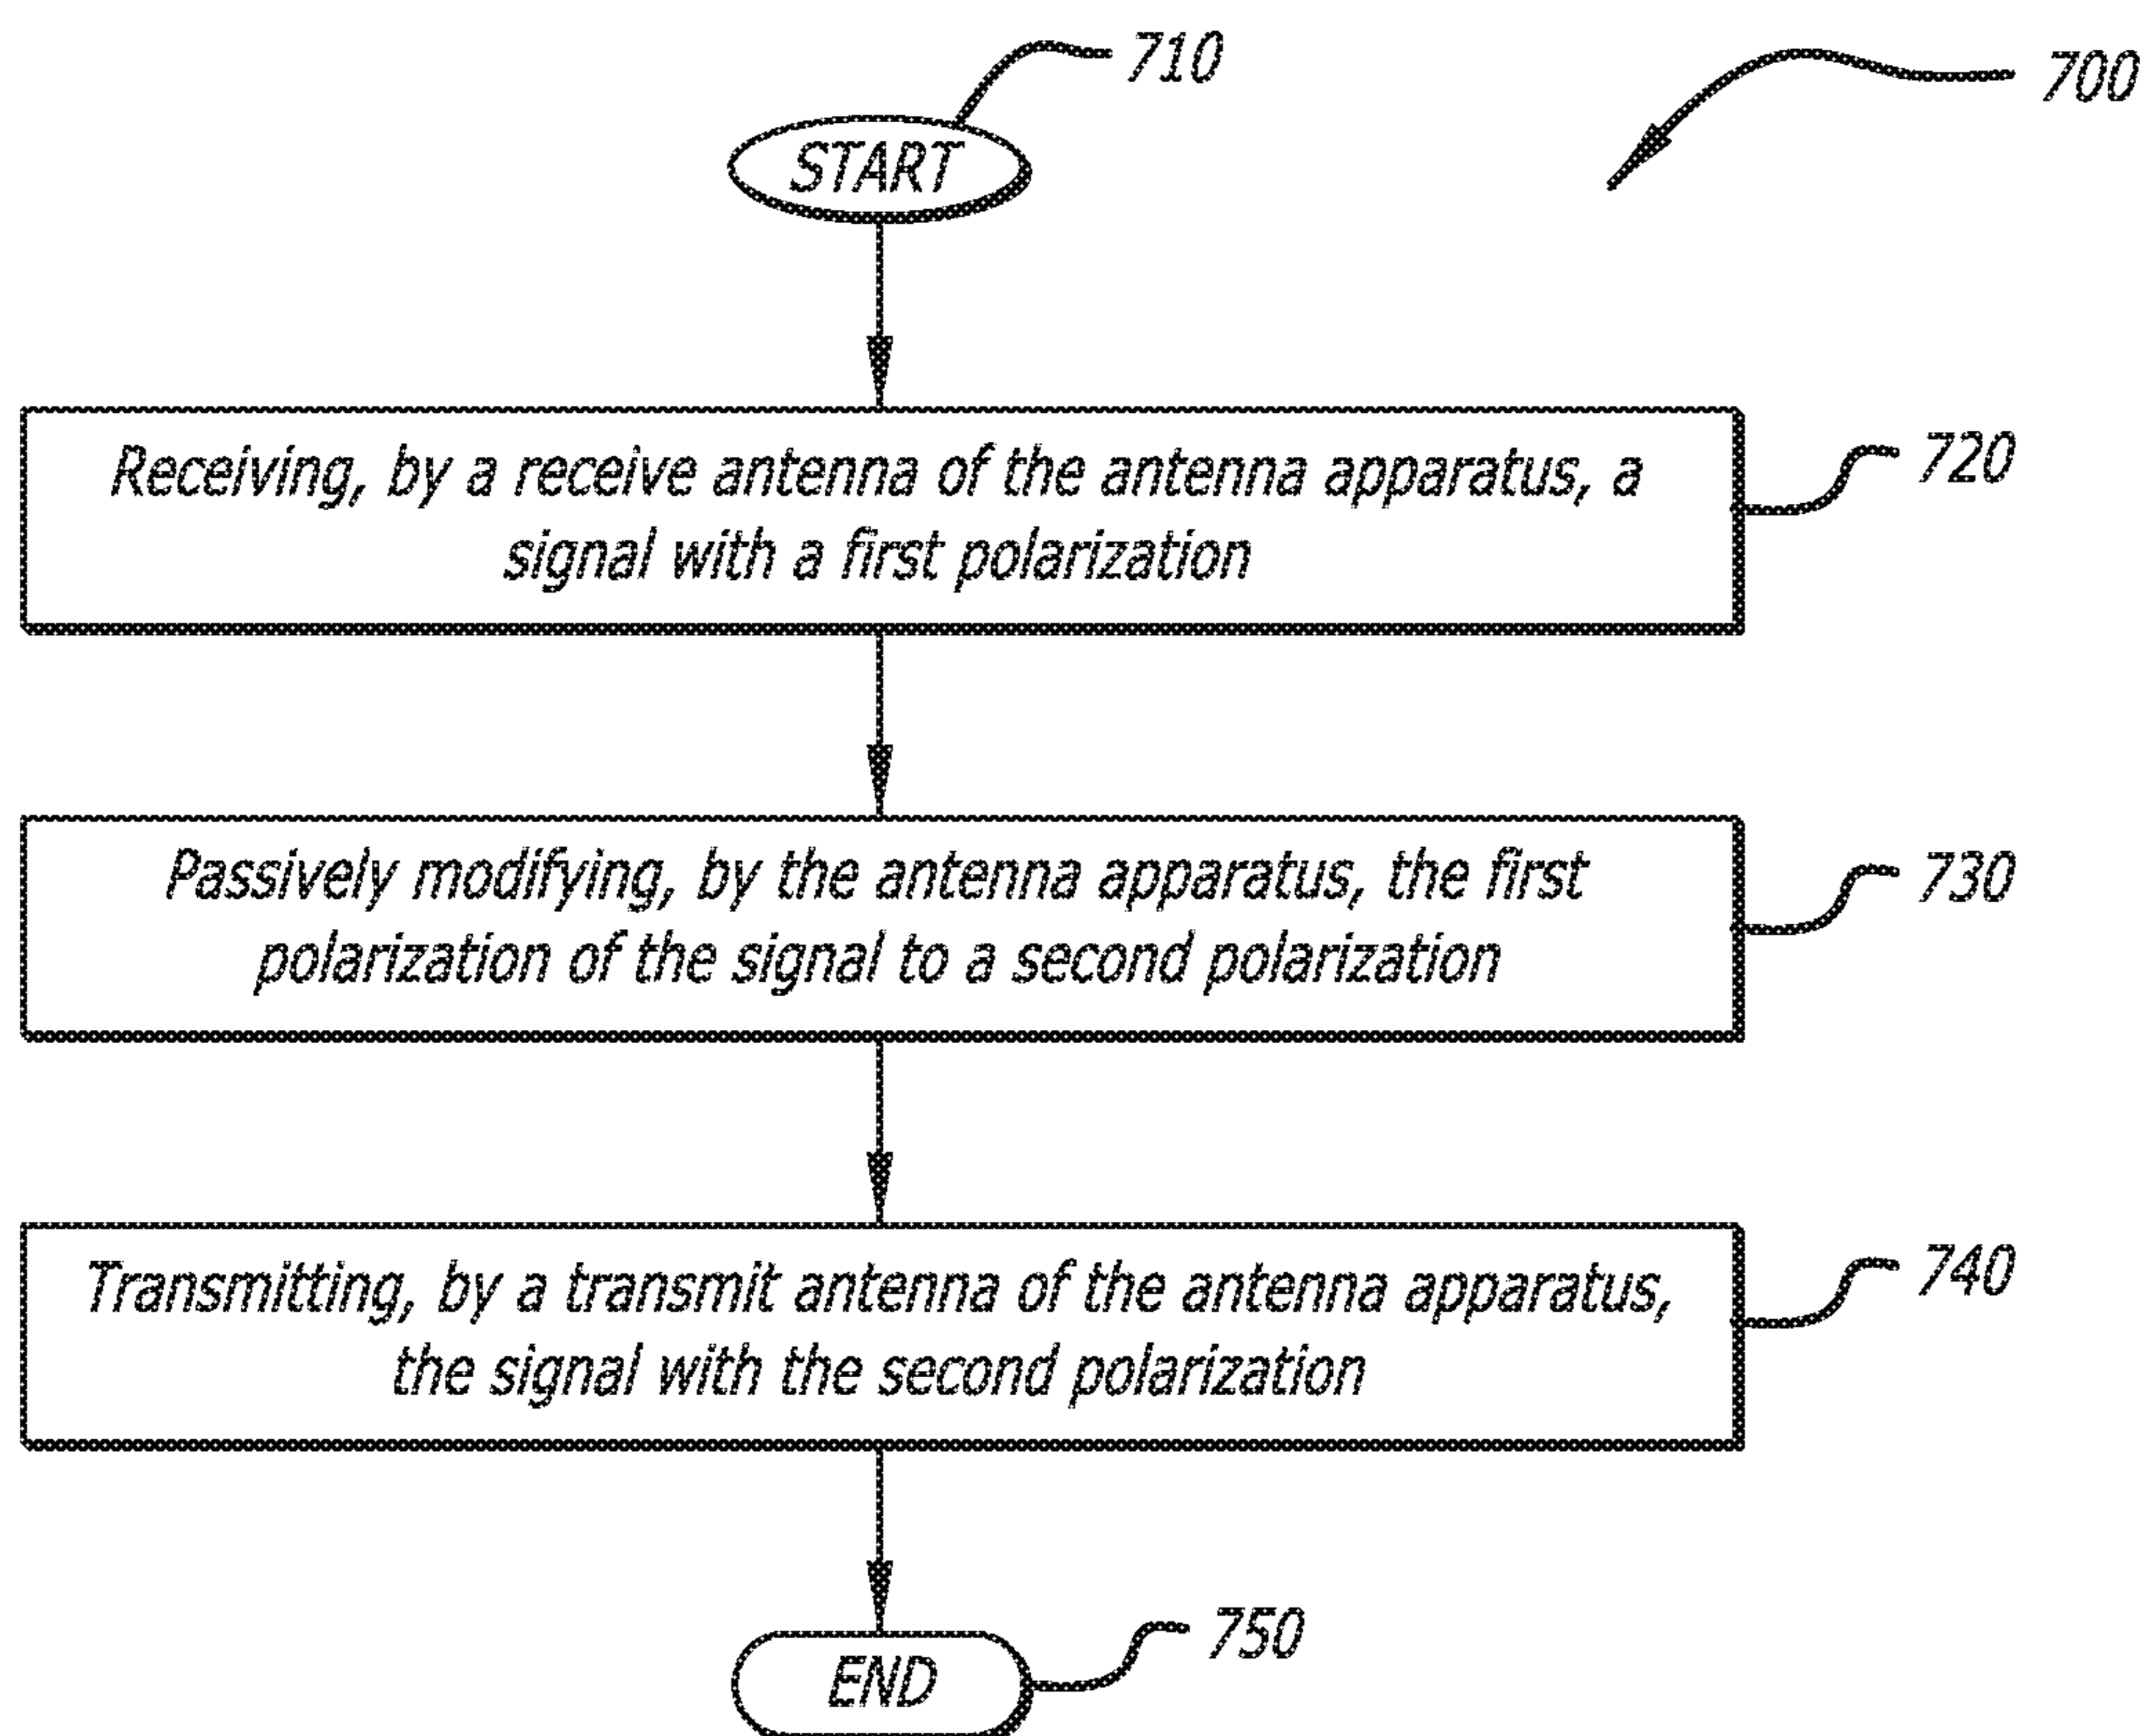 710
700
START
Receiving, by a receive antenna of the antenna apparatus, a
signal with a first polarization
720
Passively modifying, by the antenna apparatus, the first
polarization of the signal to a second polarization
730
Transmitting, by a transmit antenna of the antenna apparatus,
the signal with the second polarization
740
END
750